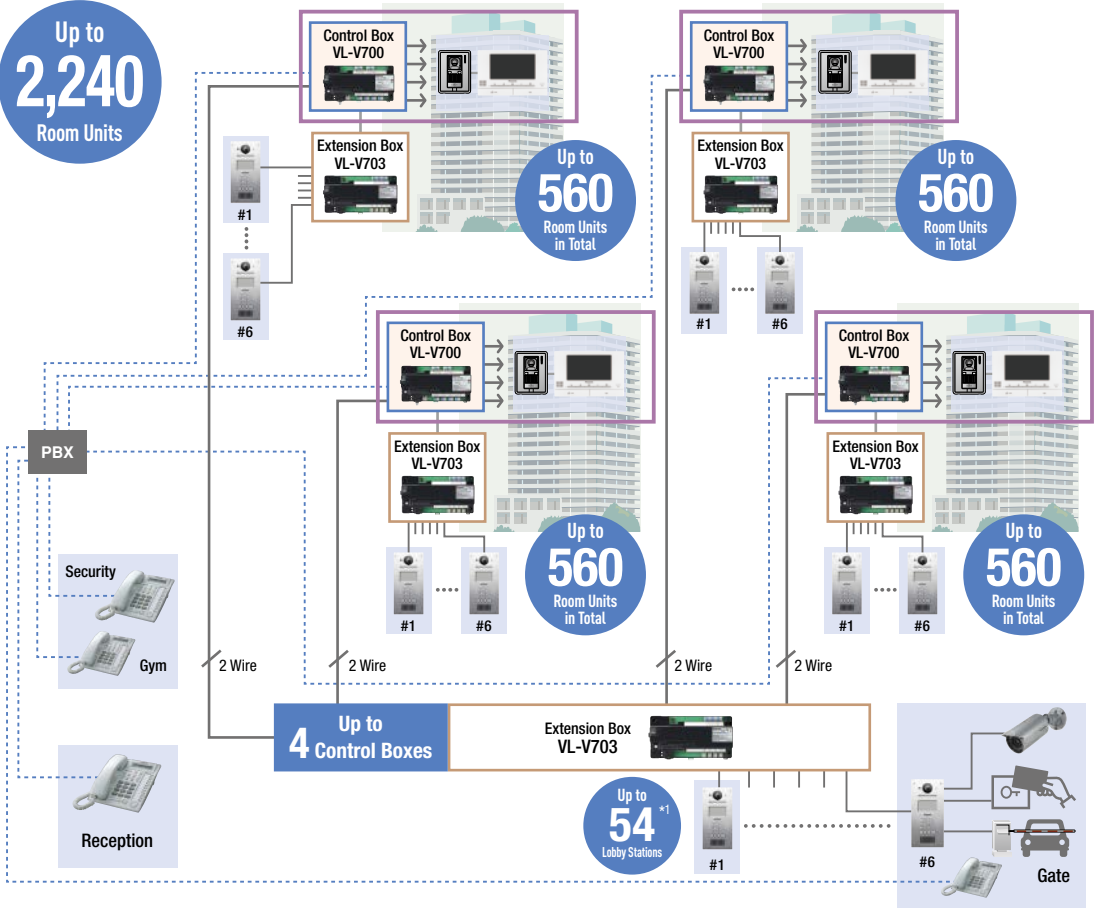 Up to
2,240
Room Units
Control Box
VL-V700
Extension Box
VL-V703
#1
#6
Up to
560
Room Units
in Total
Control Box
VL-V700
Extension Box
VL-V703
#1
#6
Up to
560
Room Units
in Total
Control Box
VL-V700
Extension Box
VL-V703
#1
#6
Up to
560
Room Units
in Total
Control Box
VL-V700
Extension Box
VL-V703
#1
#6
Up to
560
Room Units
in Total
PBX
Security
Gym
Reception
2 Wire
2 Wire
2 Wire
2 Wire
Up to
4 Control Boxes
Extension Box
VL-V703
Up to
54 *1
Lobby Stations
#1
#6
Gate